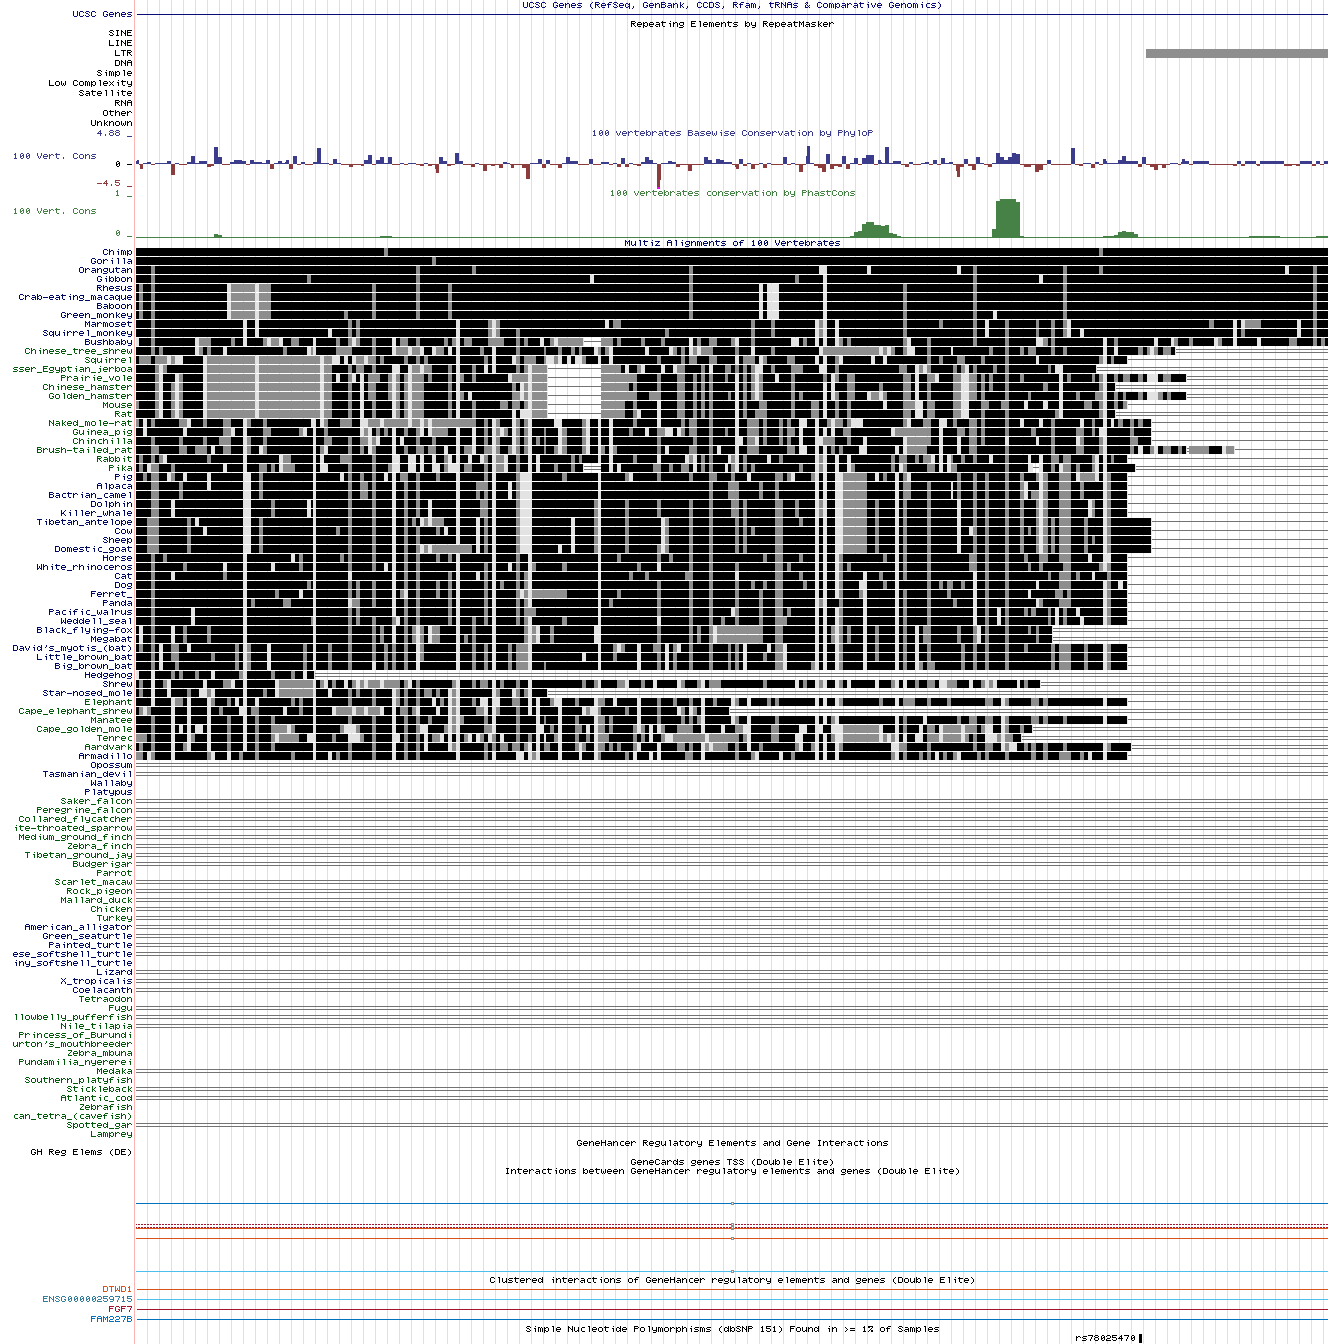 UCSC Genes (RefSeq, GenBank, CCDS, Rfam, tRNAs & Comparative Genomics)
UCSC Genes
Repeating Elements by RepeatMasker
SINE
LINE
LTR
DNA
Simple
Low Complexity
Satellite
RNA
Other
Unknown
4.88 _
100 vertebrates Basewise Conservation by PhyloP
100 Vert. Cons
0 _
-4.5 _
100 vertebrates conservation by PhastCons
1 _
100 Vert. Cons
0 _
Multiz Alignments of 100 Vertebrates
Chimp
Gorilla
Orangutan
Gibbon
Rhesus
Crab-eating_macaque
Baboon
Green_monkey
Marmoset
Squirrel_monkey
Bushbaby
Chinese_tree_shrew
Squirrel
sser_Egyptian_jerboa
Prairie_vole
Chinese_hamster
Golden_hamster
Mouse
Rat
Naked_mole-rat
Guinea_pig
Chinchilla
Brush-tailed_rat
Rabbit
Pika
Pig
Alpaca
Bactrian_camel
Dolphin
Killer_whale
Tibetan_antelope
Cow
Sheep
Domestic_goat
Horse
White_rhinoceros
Cat
Dog
Ferret_
Panda
Pacific_walrus
Weddell_seal
Black_flying-fox
Megabat
David's_myotis_(bat)
Little_brown_bat
Big_brown_bat
Hedgehog
Shrew
Star-nosed_mole
Elephant
Cape_elephant_shrew
Manatee
Cape_golden_mole
Tenrec
Aardvark
Armadillo
Opossum
Tasmanian_devil
Wallaby
Platypus
Saker_falcon
Peregrine_falcon
Collared_flycatcher
ite-throated_sparrow
Medium_ground_finch
Zebra_finch
Tibetan_ground_jay
Budgerigar
Parrot
Scarlet_macaw
Rock_pigeon
Mallard_duck
Chicken
Turkey
American_alligator
Green_seaturtle
Painted_turtle
ese_softshell_turtle
iny_softshell_turtle
Lizard
X_tropicalis
Coelacanth
Tetraodon
Fugu
llowbelly_pufferfish
Nile_tilapia
Princess_of_Burundi
urton's_mouthbreeder
Zebra_mbuna
Pundamilia_nyererei
Medaka
Southern_platyfish
Stickleback
Atlantic_cod
Zebrafish
can_tetra_(cavefish)
Spotted_gar
Lamprey
GeneHancer Regulatory Elements and Gene Interactions
GH Reg Elems (DE)
GeneCards genes TSS (Double Elite)
Interactions between GeneHancer regulatory elements and genes (Double Elite)
Clustered interactions of GeneHancer regulatory elements and genes (Double Elite)
DTWD1
ENSG00000259715
FGF7
FAM227B
Simple Nucleotide Polymorphisms (dbSNP 151) Found in >= 1% of Samples
rs78025470